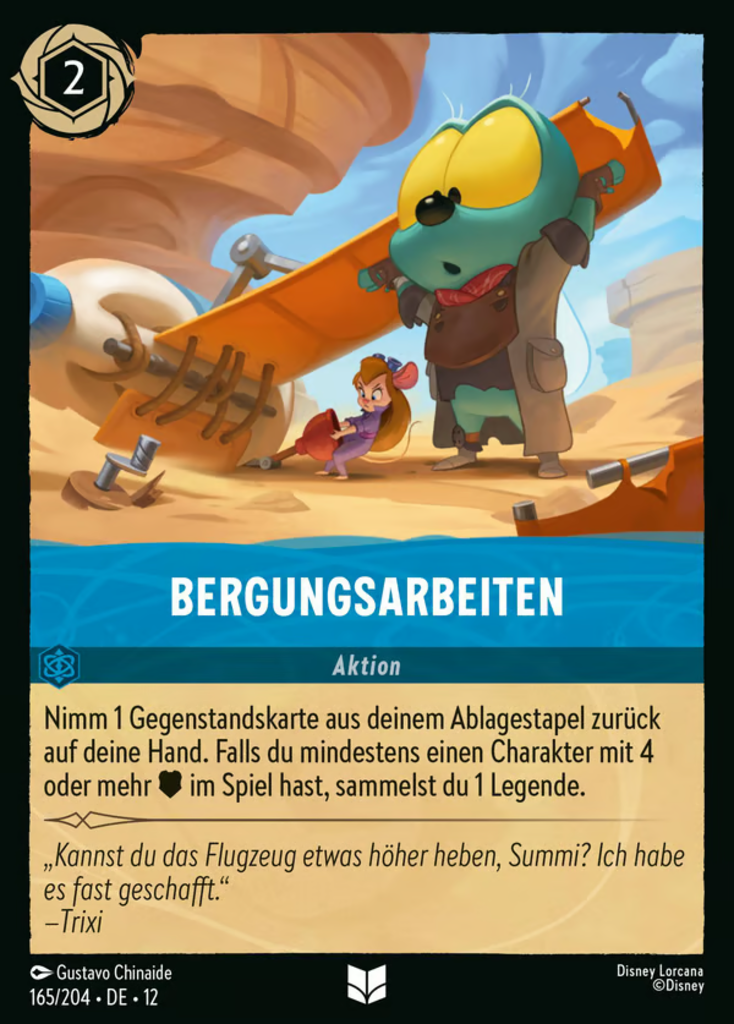 2
BERGUNGSARBEITEN
Aktion
Nimm 1 Gegenstandskarte aus deinem Ablagestapel zurück
auf deine Hand. Falls du mindestens einen Charakter mit 4
oder mehr im Spiel hast, sammelst du 1 Legende.
„Kannst du das Flugzeug etwas höher heben, Summi? Ich habe
es fast geschafft.“
–Trixi
Gustavo Chinaide
Disney Lorcana
165/204 • DE • 12
©Disney